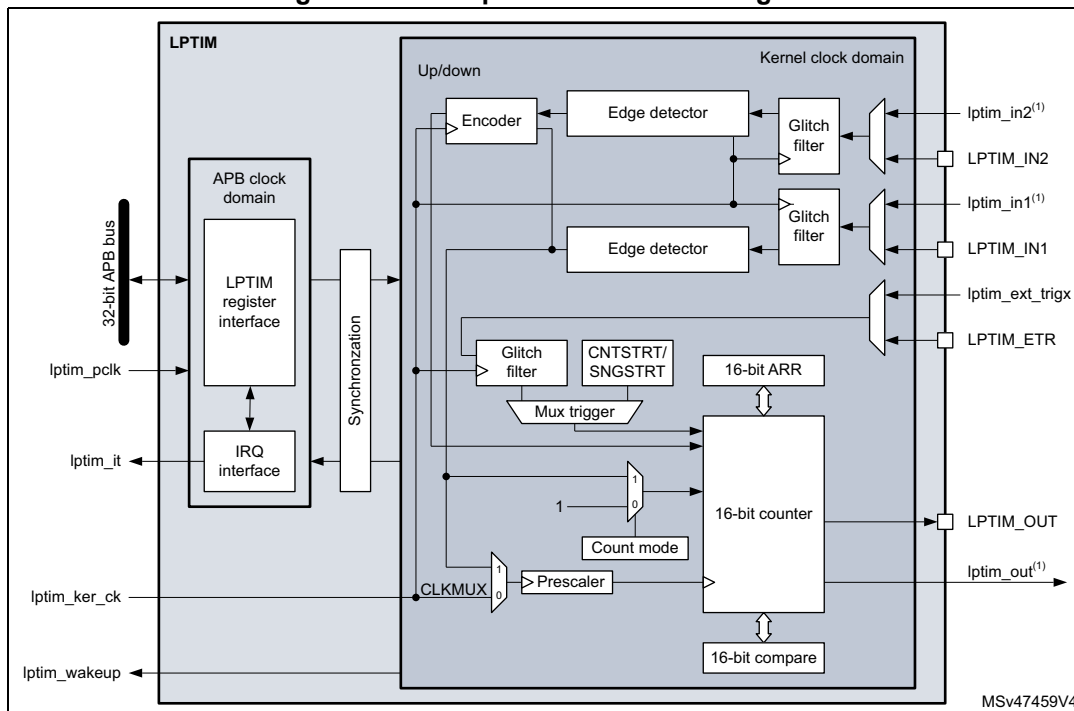 LPTIM
Kernel clock domain
Up/down
Encoder
Edge detector
Glitch
filter
lptim_in2(1)
LPTIM_IN2
APB clock
domain
32-bit APB bus
LPTIM
register
interface
Edge detector
Glitch
filter
lptim_in1(1)
LPTIM_IN1
lptim_ext_trigx
LPTIM_ETR
lptim_pclk
Synchronzation
Glitch
filter
CNTSTRT/
SNGSTRT
16-bit ARR
Mux trigger
lptim_it
IRQ
interface
1
0
1
16-bit counter
LPTIM_OUT
Count mode
1
0
CLKMUX
Prescaler
lptim_out(1)
lptim_ker_ck
16-bit compare
lptim_wakeup
MSv47459V4